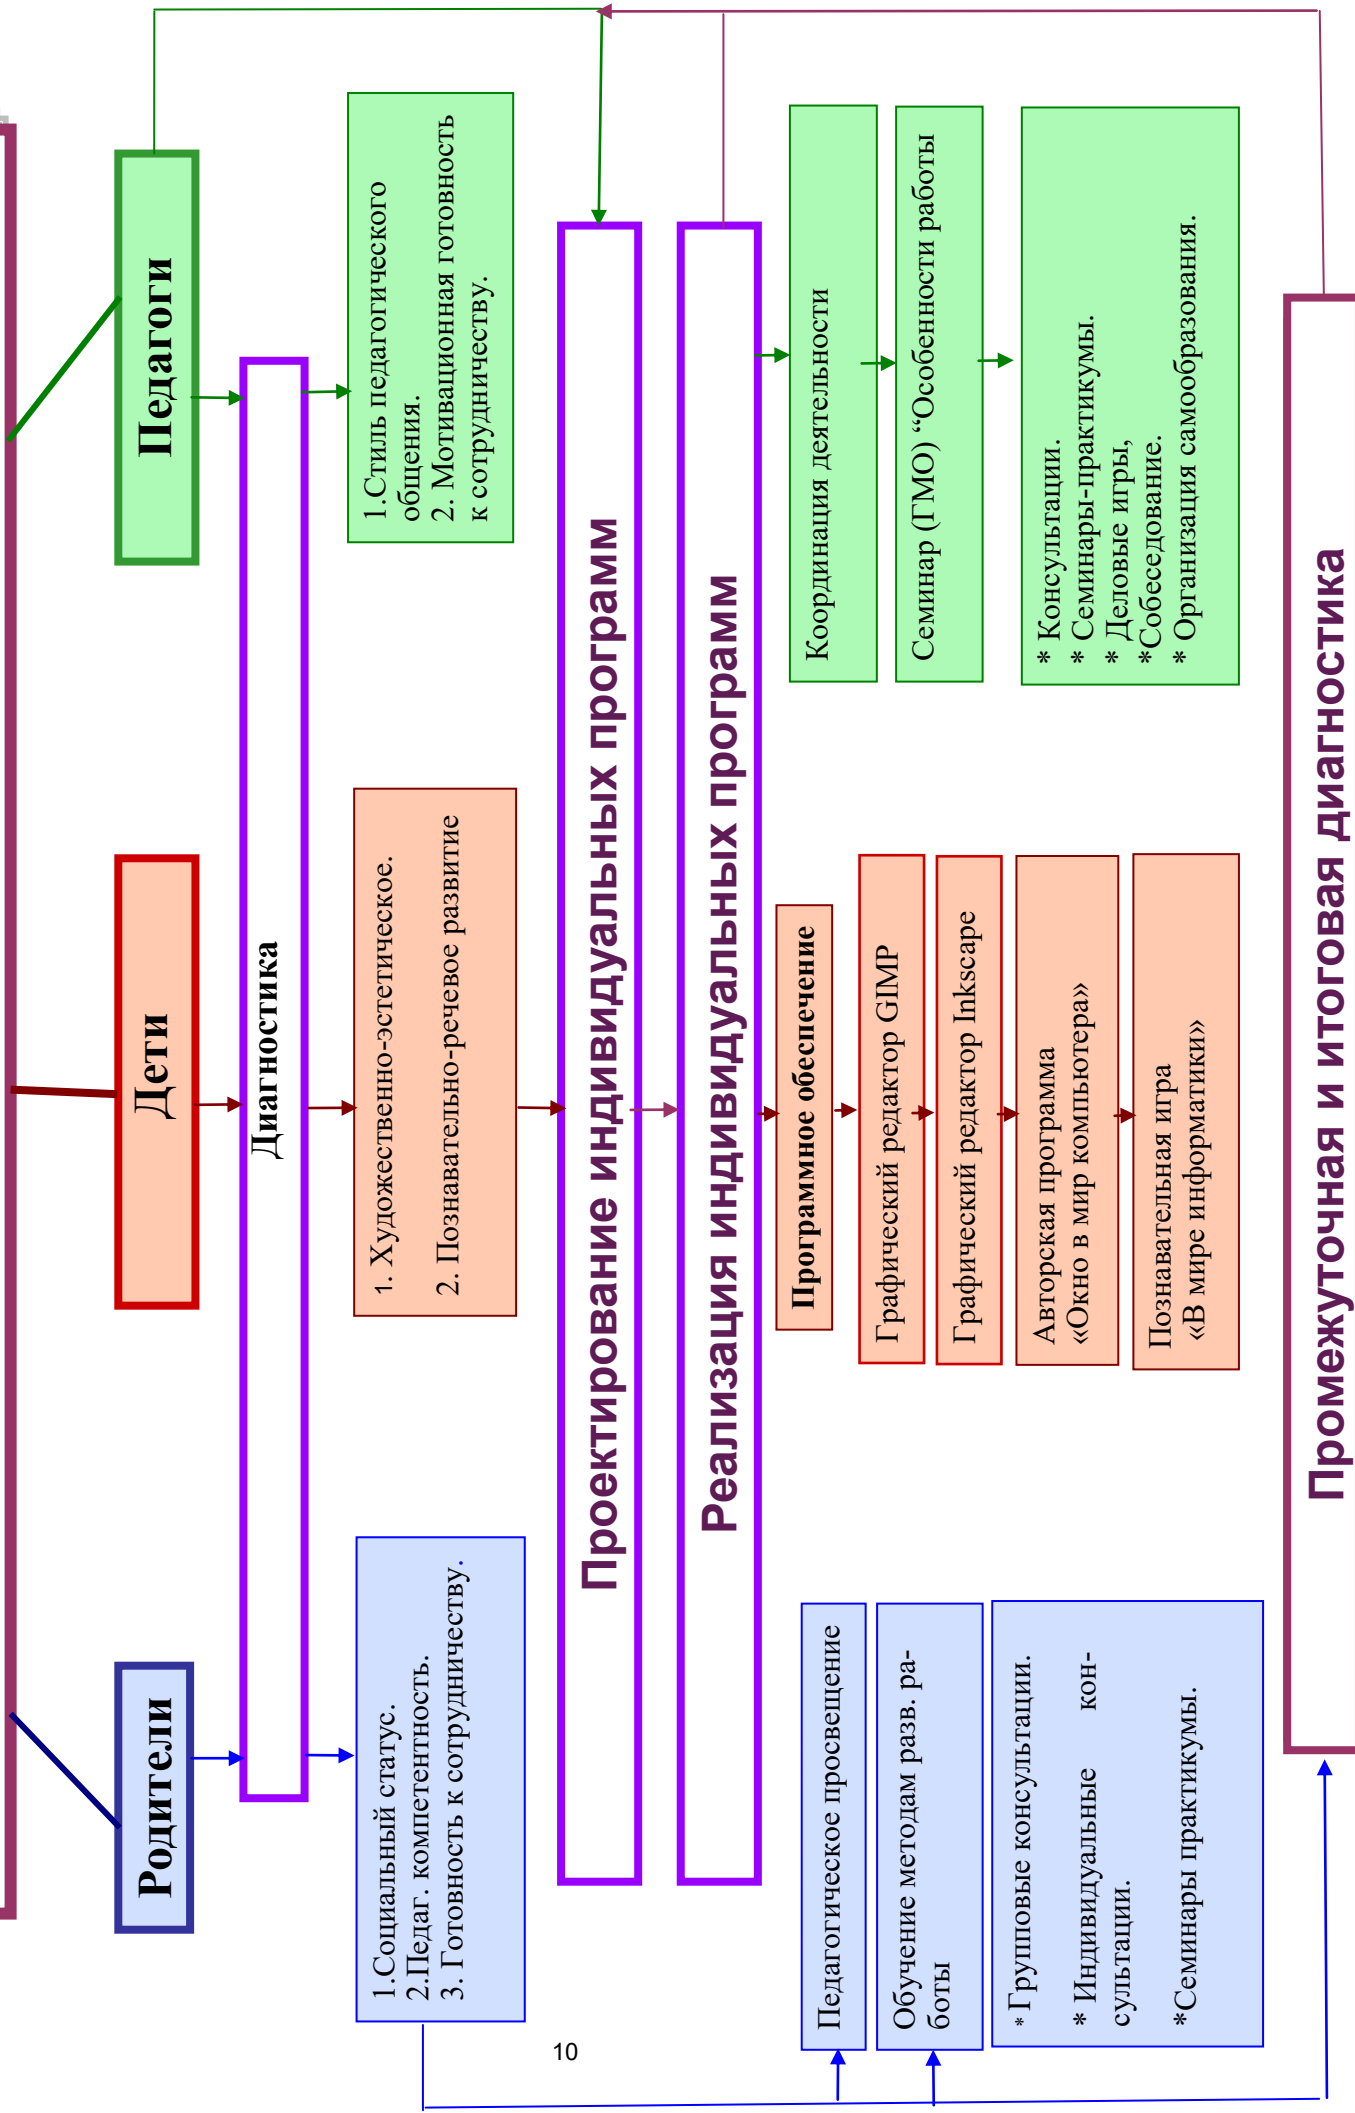 Родители
Дети
Педагоги
Диагностика
1.Социальный статус.
2.Педаг. компетентность.
3. Готовность к сотрудничеству.
1. Художественно-эстетическое.
2. Познавательно-речевое развитие
1.Стиль педагогического
общения.
2. Мотивационная готовность
к сотрудничеству.
Проектирование индивидуальных программ
Реализация индивидуальных программ
Педагогическое просвещение
Обучение методам разв. ра-
боты
* Групповые консультации.
* Индивидуальные кон-
сультации.
*Семинары практикумы.
Программное обеспечение
Графический редактор GIMP
Графический редактор Inkscape
Авторская программа
«Окно в мир компьютера»
Познавательная игра
«В мире информатики»
Координация деятельности
Семинар (ГМО) “Особенности работы
* Консультации.
* Семинары-практикумы.
* Деловые игры,
*Собеседование.
* Организация самообразования.
Промежуточная и итоговая диагностика
10